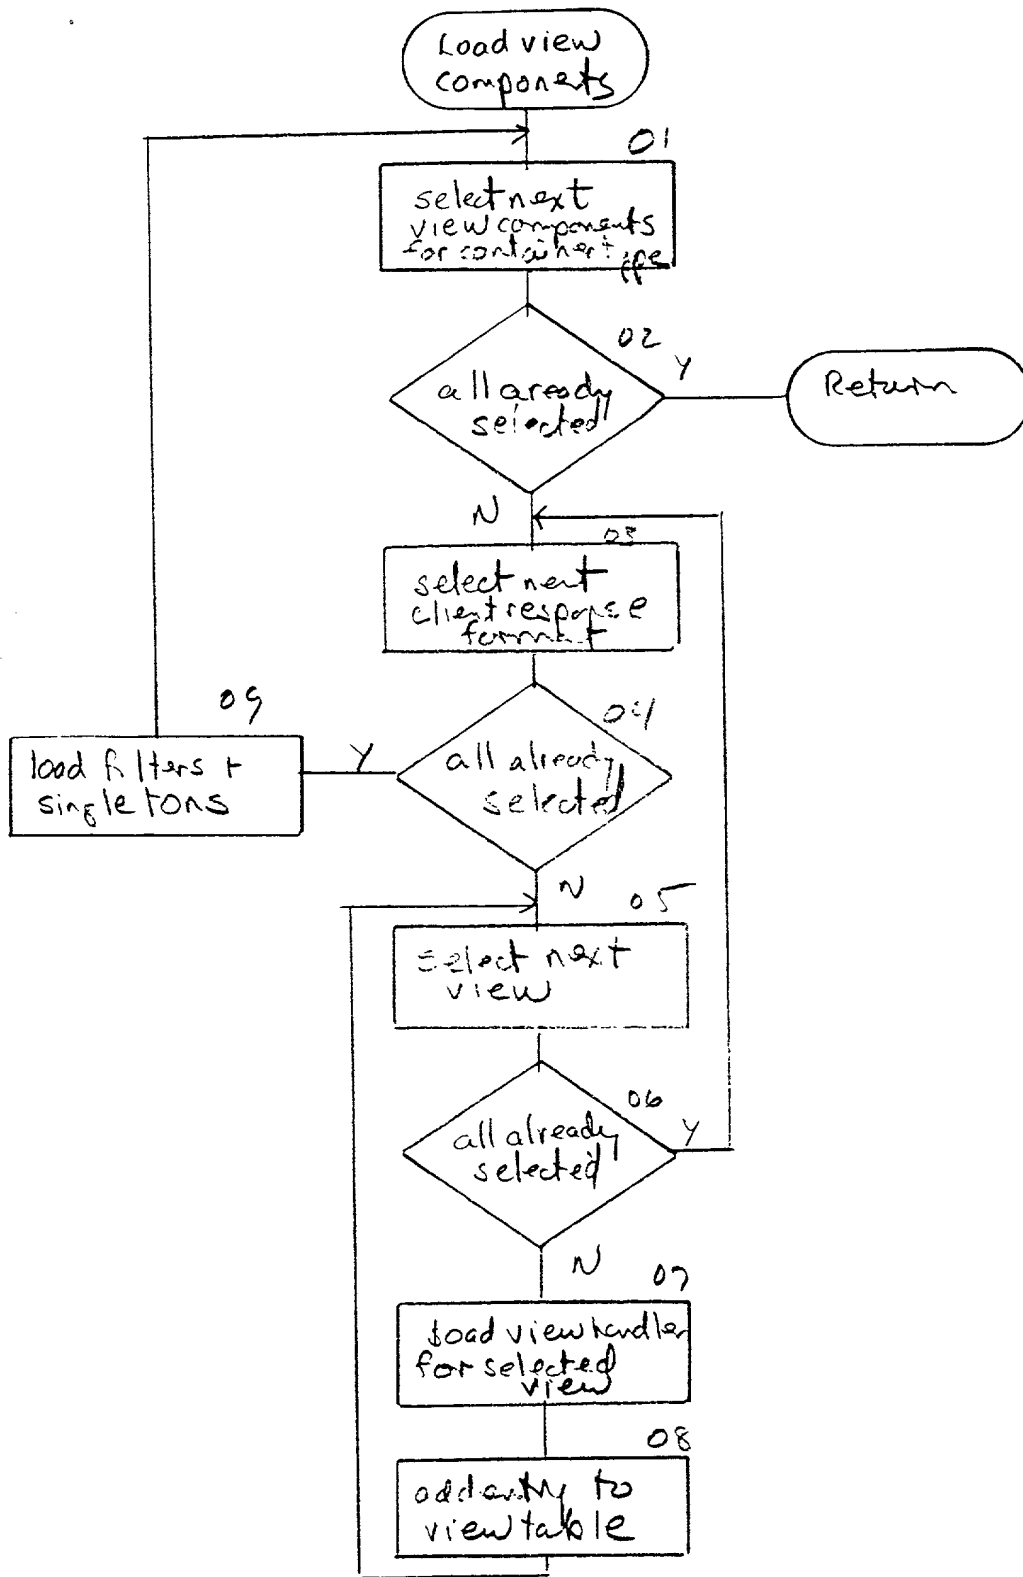 Load view
components
01
select next
view components
for container type
02
all already
selected
Y
Return
N
03
select next
client response
format
04
all already
selected
Y
09
load filters +
singletons
N
05
select next
view
06
all already
selected
Y
N
07
load view handler
for selected
view
08
add entry to
view table